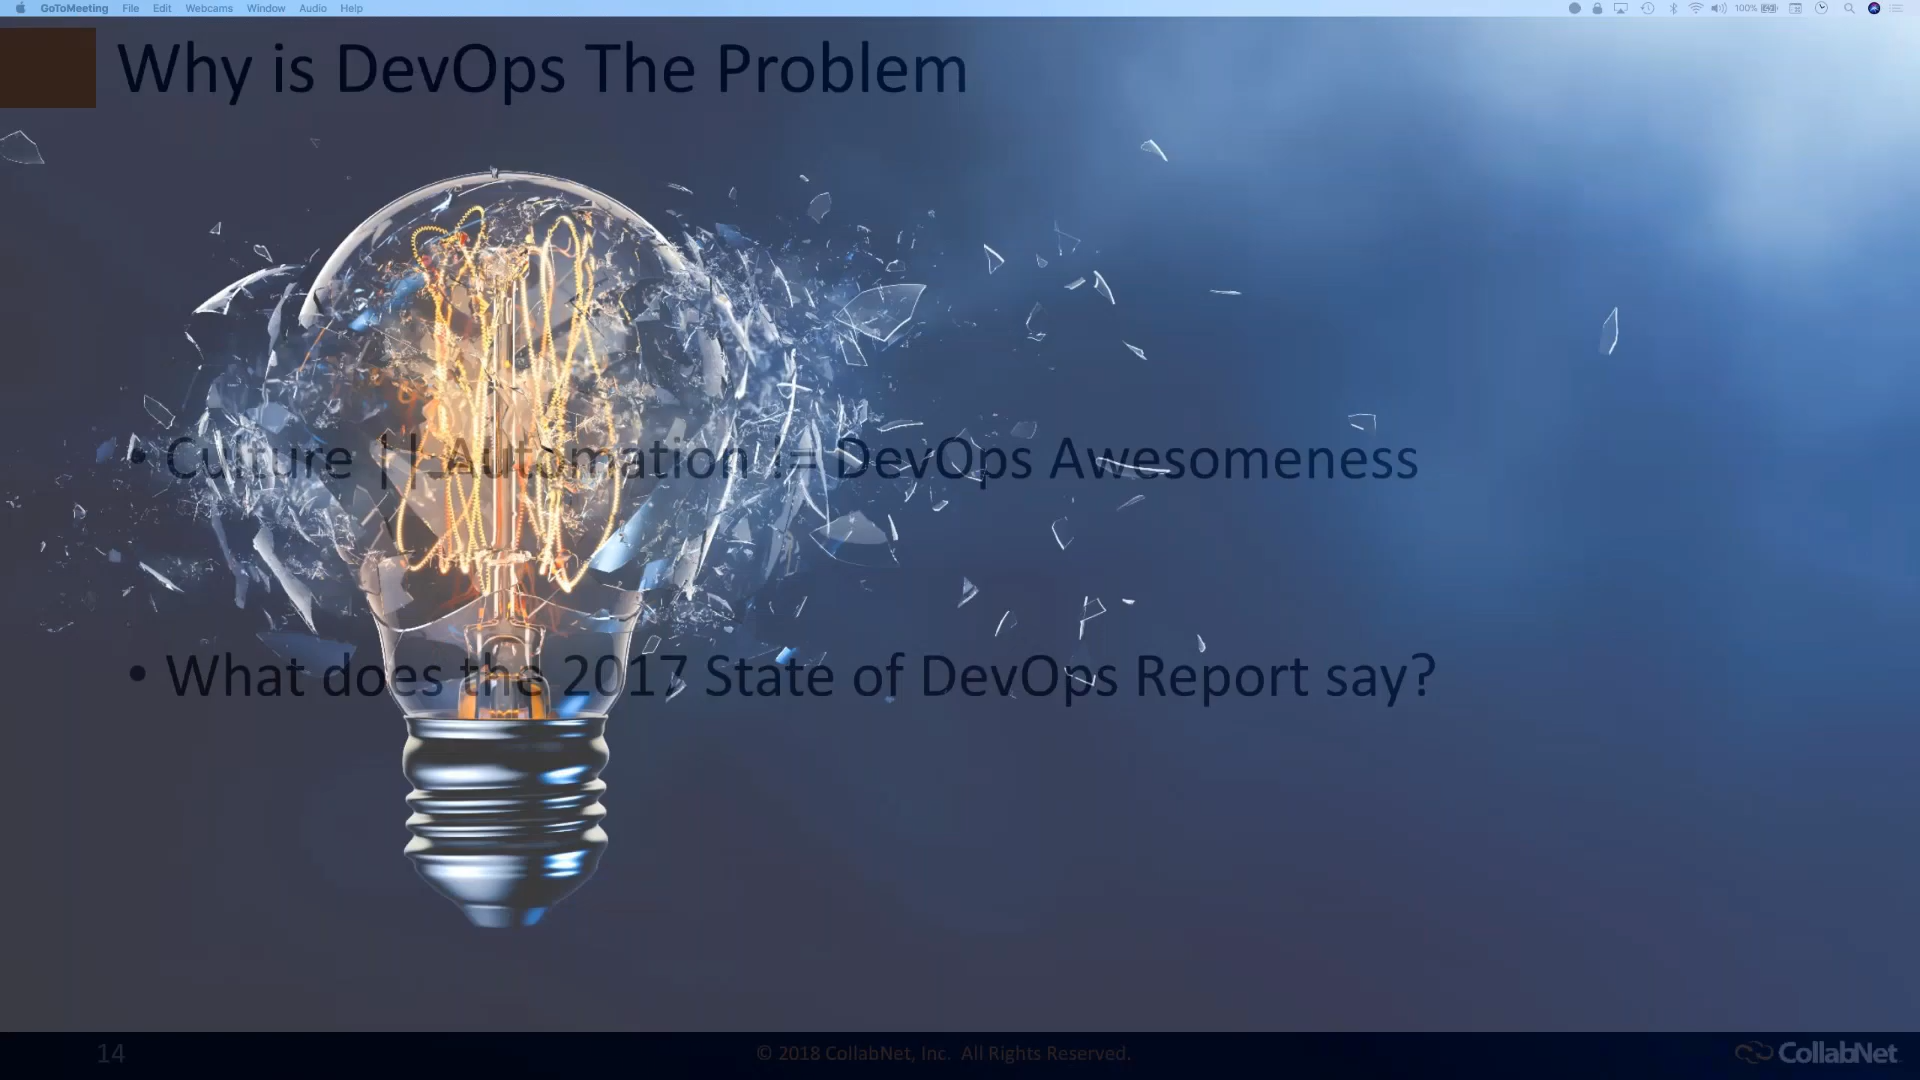 GoToMeeting File Edit Webcams Window Audio Help 100%
Why is DevOps The Problem
• Culture || Automation != DevOps Awesomeness
• What does the 2017 State of DevOps Report say?
14 © 2018 CollabNet, Inc. All Rights Reserved. CollabNet